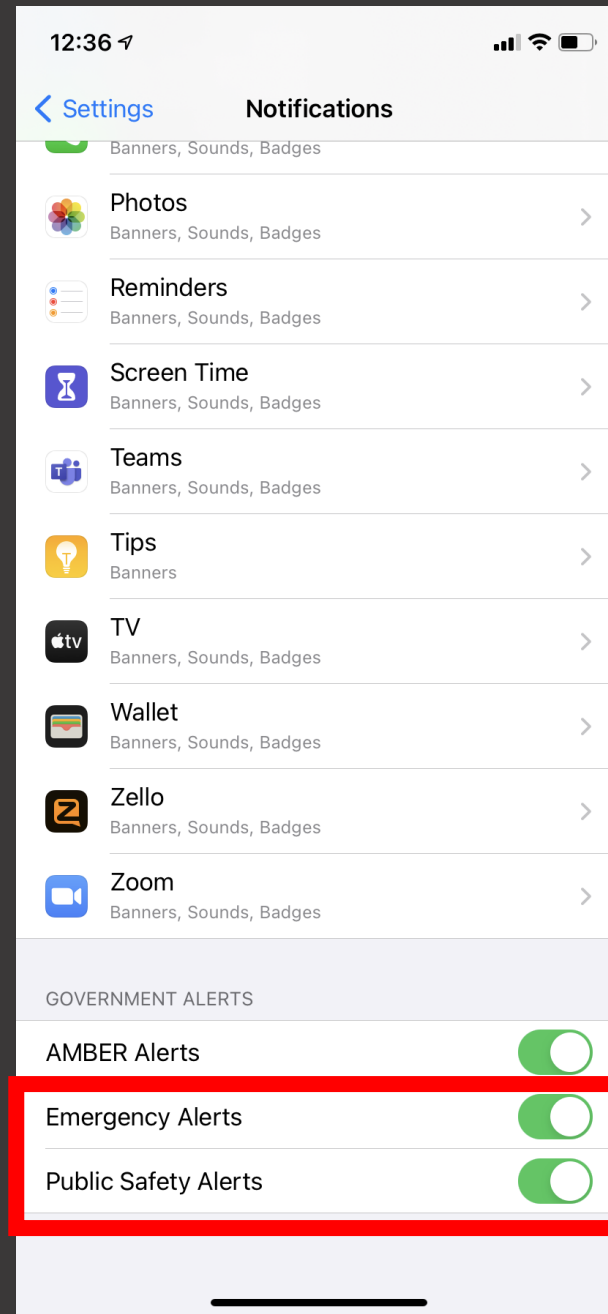 12:36
Settings
Notifications
Banners, Sounds, Badges
Photos
Banners, Sounds, Badges
Reminders
Banners, Sounds, Badges
Screen Time
Banners, Sounds, Badges
T
Teams
Banners, Sounds, Badges
Tips
Banners
tv
TV
Banners, Sounds, Badges
Wallet
Banners, Sounds, Badges
Z
Zello
Banners, Sounds, Badges
Zoom
Banners, Sounds, Badges
GOVERNMENT ALERTS
AMBER Alerts
Emergency Alerts
Public Safety Alerts